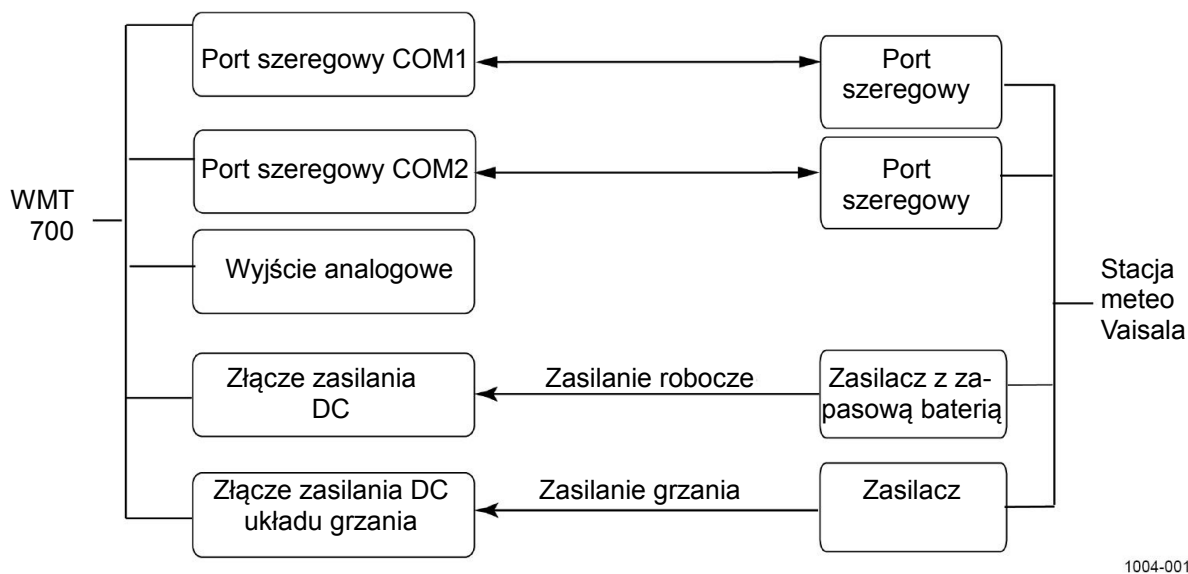 Port szeregowy COM1
Port
szeregowy
Port szeregowy COM2
Port
szeregowy
WMT
700
Wyjście analogowe
Stacja
meteo
Vaisala
Złącze zasilania
DC
Zasilanie robocze
Zasilacz z za-
pasową baterią
Złącze zasilania DC
układu grzania
Zasilanie grzania
Zasilacz
1004-001